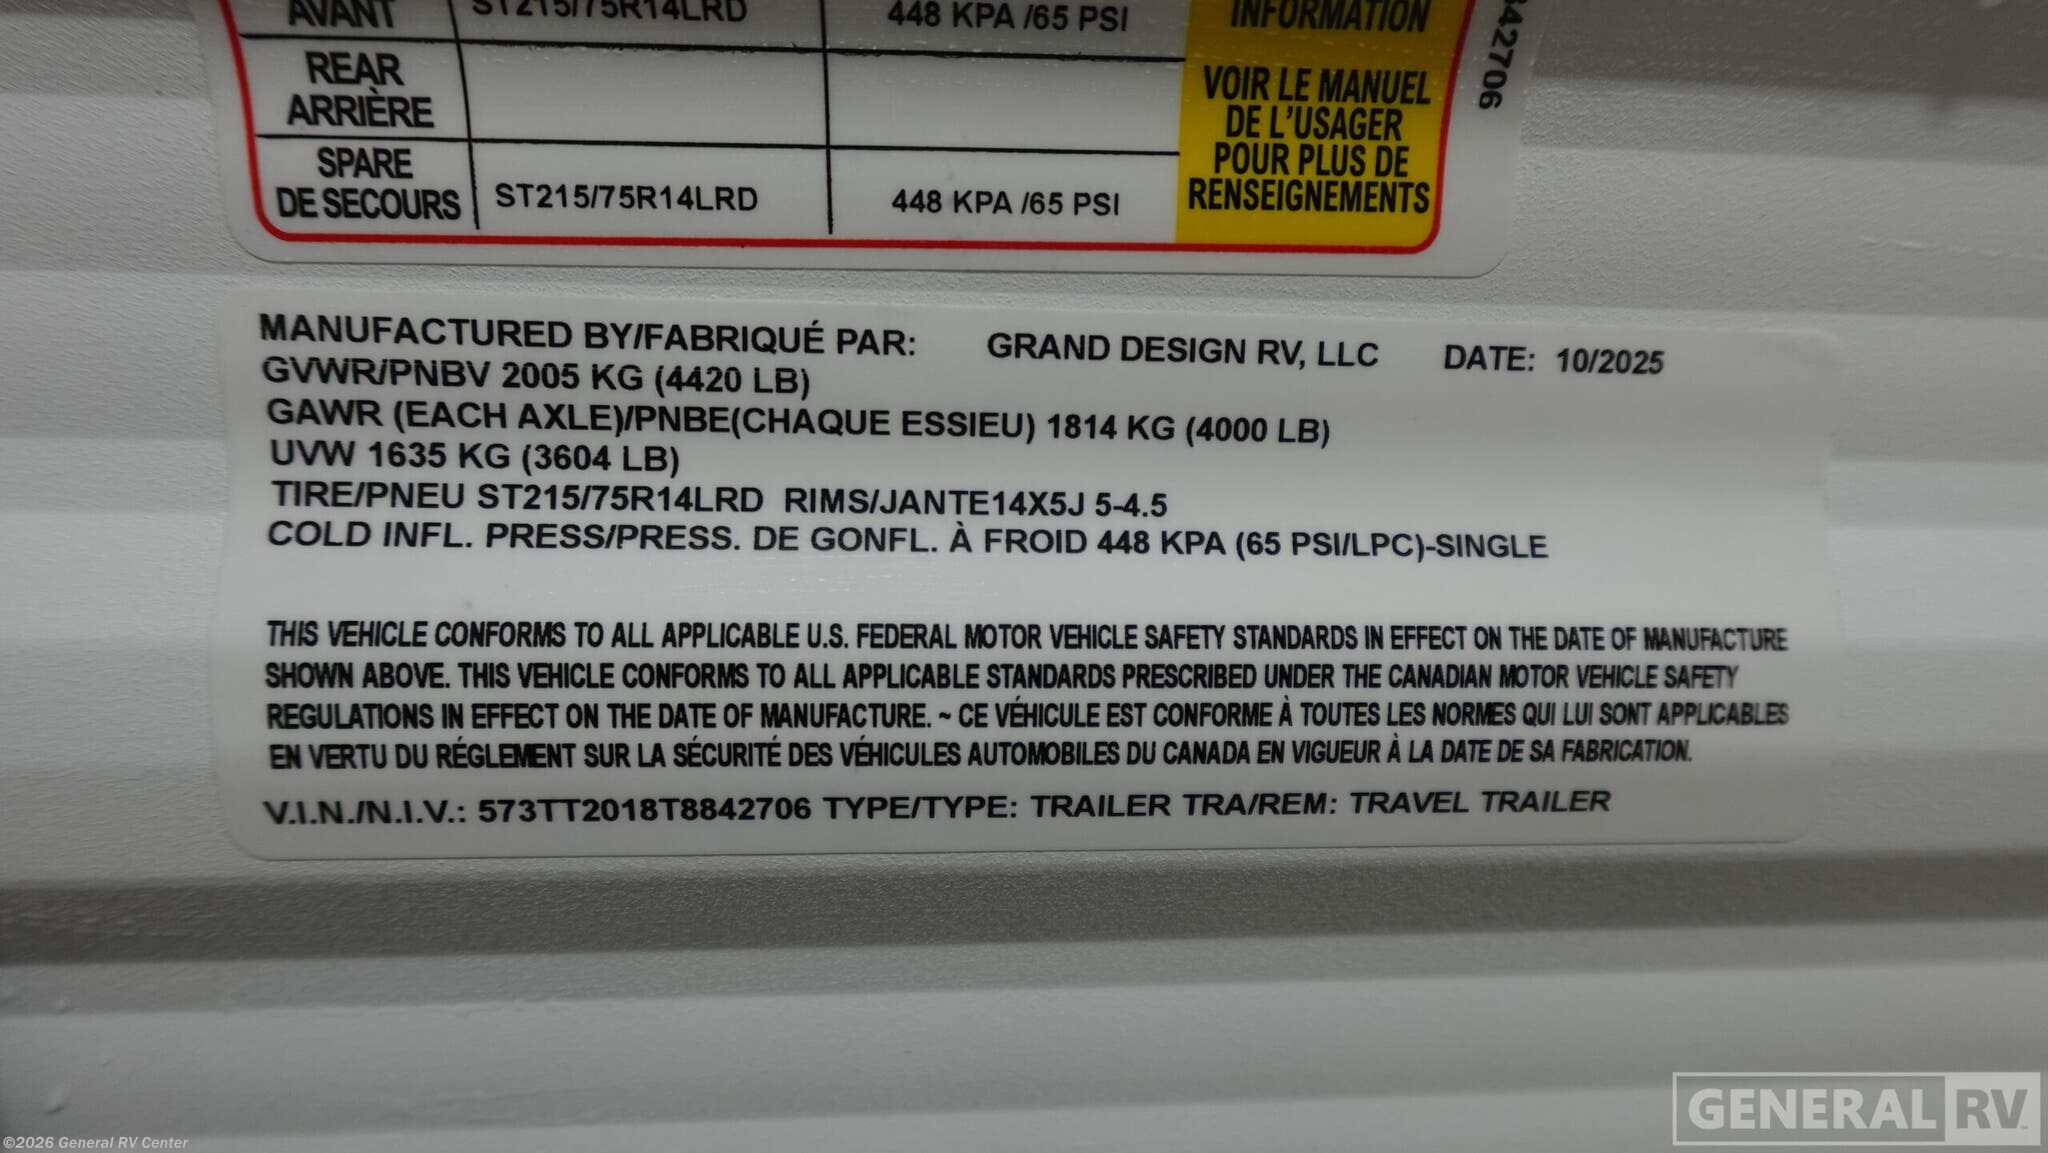 AVANT ST215/75R14LRD 448 KPA /65 PSI INFORMATION
REAR
ARRIÈRE
SPARE
DE SECOURS ST215/75R14LRD 448 KPA /65 PSI
VOIR LE MANUEL
DE L'USAGER
POUR PLUS DE
RENSEIGNEMENTS
842706
MANUFACTURED BY/FABRIQUÉ PAR: GRAND DESIGN RV, LLC DATE: 10/2025
GVWR/PNBV 2005 KG (4420 LB)
GAWR (EACH AXLE)/PNBE(CHAQUE ESSIEU) 1814 KG (4000 LB)
UVW 1635 KG (3604 LB)
TIRE/PNEU ST215/75R14LRD RIMS/JANTE14X5J 5-4.5
COLD INFL. PRESS/PRESS. DE GONFL. À FROID 448 KPA (65 PSI/LPC)-SINGLE
THIS VEHICLE CONFORMS TO ALL APPLICABLE U.S. FEDERAL MOTOR VEHICLE SAFETY STANDARDS IN EFFECT ON THE DATE OF MANUFACTURE
SHOWN ABOVE. THIS VEHICLE CONFORMS TO ALL APPLICABLE STANDARDS PRESCRIBED UNDER THE CANADIAN MOTOR VEHICLE SAFETY
REGULATIONS IN EFFECT ON THE DATE OF MANUFACTURE. ~ CE VÉHICULE EST CONFORME À TOUTES LES NORMES QUI LUI SONT APPLICABLES
EN VERTU DU RÉGLEMENT SUR LA SÉCURITÉ DES VÉHICULES AUTOMOBILES DU CANADA EN VIGUEUR À LA DATE DE SA FABRICATION.
V.I.N./N.I.V.: 573TT2018T8842706 TYPE/TYPE: TRAILER TRA/REM: TRAVEL TRAILER
GENERAL RV
©2026 General RV Center